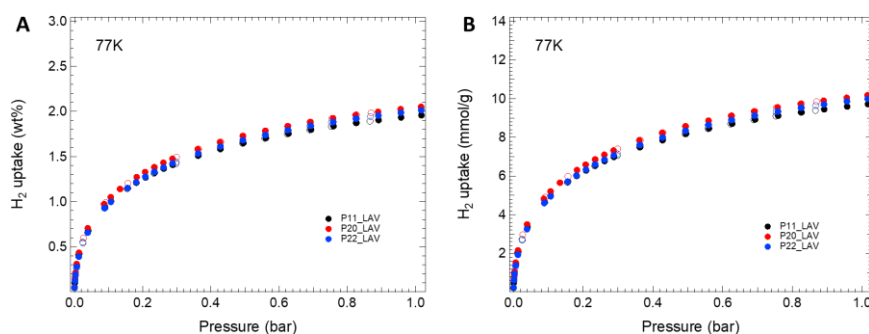 A
77K
3.0
2.5
2.0
1.5
1.0
0.5
H2 uptake (wt%)
P11_LAV
P20_LAV
P22_LAV
0.0 0.2 0.4 0.6 0.8 1.0
Pressure (bar)
B
77K
14
12
10
8
6
4
2
0
H2 uptake (mmol/g)
P11_LAV
P20_LAV
P22_LAV
0.0 0.2 0.4 0.6 0.8 1.0
Pressure (bar)